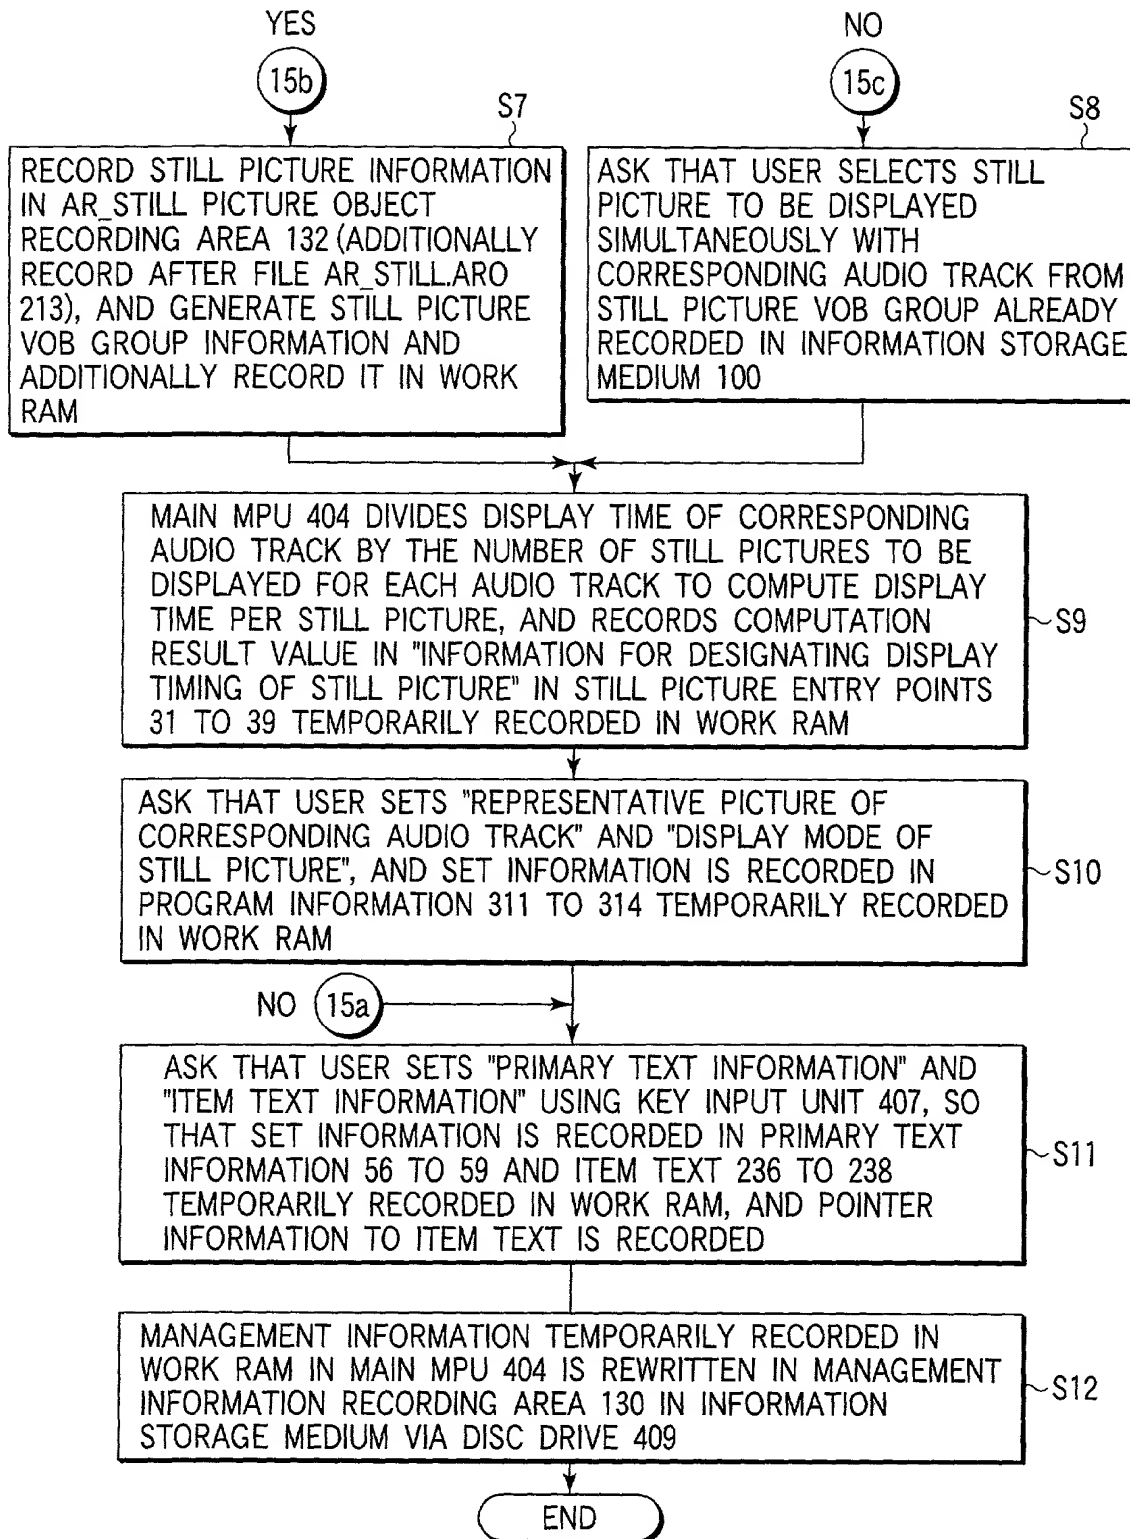 YES
15b
S7
RECORD STILL PICTURE INFORMATION
IN AR_STILL PICTURE OBJECT
RECORDING AREA 132 (ADDITIONALLY
RECORD AFTER FILE AR_STILL.ARO
213), AND GENERATE STILL PICTURE
VOB GROUP INFORMATION AND
ADDITIONALLY RECORD IT IN WORK
RAM
NO
15c
S8
ASK THAT USER SELECTS STILL
PICTURE TO BE DISPLAYED
SIMULTANEOUSLY WITH
CORRESPONDING AUDIO TRACK FROM
STILL PICTURE VOB GROUP ALREADY
RECORDED IN INFORMATION STORAGE
MEDIUM 100
MAIN MPU 404 DIVIDES DISPLAY TIME OF CORRESPONDING
AUDIO TRACK BY THE NUMBER OF STILL PICTURES TO BE
DISPLAYED FOR EACH AUDIO TRACK TO COMPUTE DISPLAY
TIME PER STILL PICTURE, AND RECORDS COMPUTATION
RESULT VALUE IN "INFORMATION FOR DESIGNATING DISPLAY
TIMING OF STILL PICTURE" IN STILL PICTURE ENTRY POINTS
31 TO 39 TEMPORARILY RECORDED IN WORK RAM
S9
ASK THAT USER SETS "REPRESENTATIVE PICTURE OF
CORRESPONDING AUDIO TRACK" AND "DISPLAY MODE OF
STILL PICTURE", AND SET INFORMATION IS RECORDED IN
PROGRAM INFORMATION 311 TO 314 TEMPORARILY RECORDED
IN WORK RAM
S10
NO 15a
ASK THAT USER SETS "PRIMARY TEXT INFORMATION" AND
"ITEM TEXT INFORMATION" USING KEY INPUT UNIT 407, SO
THAT SET INFORMATION IS RECORDED IN PRIMARY TEXT
INFORMATION 56 TO 59 AND ITEM TEXT 236 TO 238
TEMPORARILY RECORDED IN WORK RAM, AND POINTER
INFORMATION TO ITEM TEXT IS RECORDED
S11
MANAGEMENT INFORMATION TEMPORARILY RECORDED IN
WORK RAM IN MAIN MPU 404 IS REWRITTEN IN MANAGEMENT
INFORMATION RECORDING AREA 130 IN INFORMATION
STORAGE MEDIUM VIA DISC DRIVE 409
S12
END